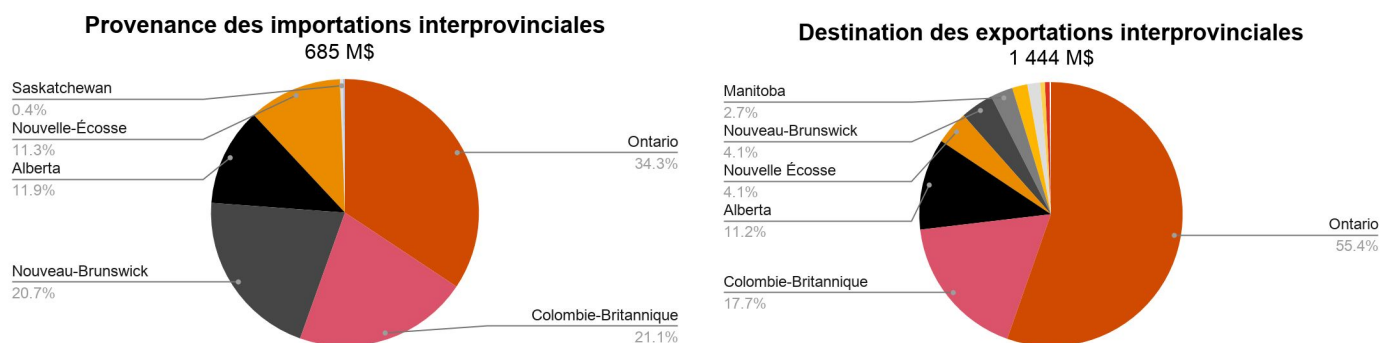 Provenance des importations interprovinciales
685 M$
Saskatchewan
0.4%
Nouvelle-Écosse
11.3%
Alberta
11.9%
Nouveau-Brunswick
20.7%
Ontario
34.3%
Colombie-Britannique
21.1%
Destination des exportations interprovinciales
1 444 M$
Manitoba
2.7%
Nouveau-Brunswick
4.1%
Nouvelle Écosse
4.1%
Alberta
11.2%
Colombie-Britannique
17.7%
Ontario
55.4%